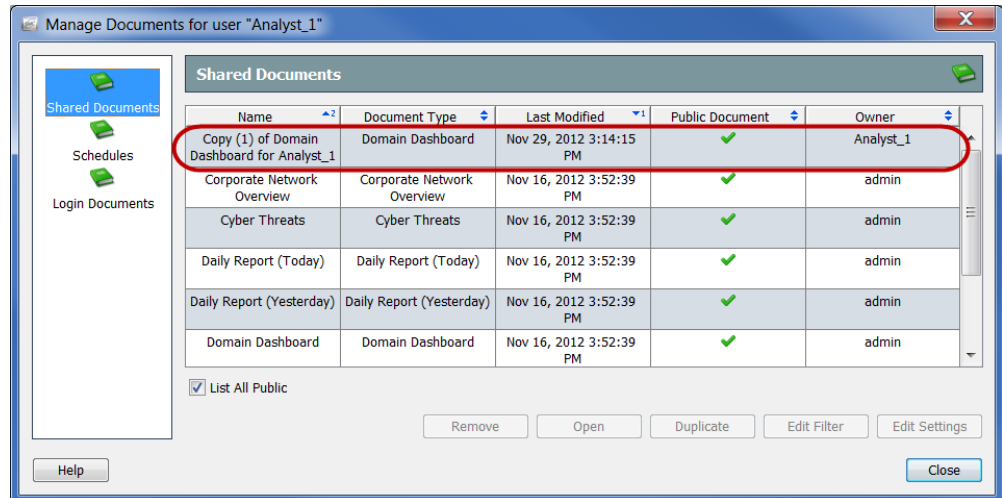 Manage Documents for user "Analyst_1"
X
Shared Documents
Schedules
Login Documents
Shared Documents
Name 2 Document Type Last Modified 1 Public Document Owner
Copy (1) of Domain Domain Dashboard Nov 29, 2012 3:14:15 Analyst_1
Dashboard for Analyst_1 PM
Corporate Network Corporate Network Nov 16, 2012 3:52:39 admin
Overview Overview PM
Cyber Threats Cyber Threats Nov 16, 2012 3:52:39 admin
PM
Daily Report (Today) Daily Report (Today) Nov 16, 2012 3:52:39 admin
PM
Daily Report (Yesterday) Daily Report (Yesterday) Nov 16, 2012 3:52:39 admin
PM
Domain Dashboard Domain Dashboard Nov 16, 2012 3:52:39 admin
PM
List All Public
Remove Open Duplicate Edit Filter Edit Settings
Help Close